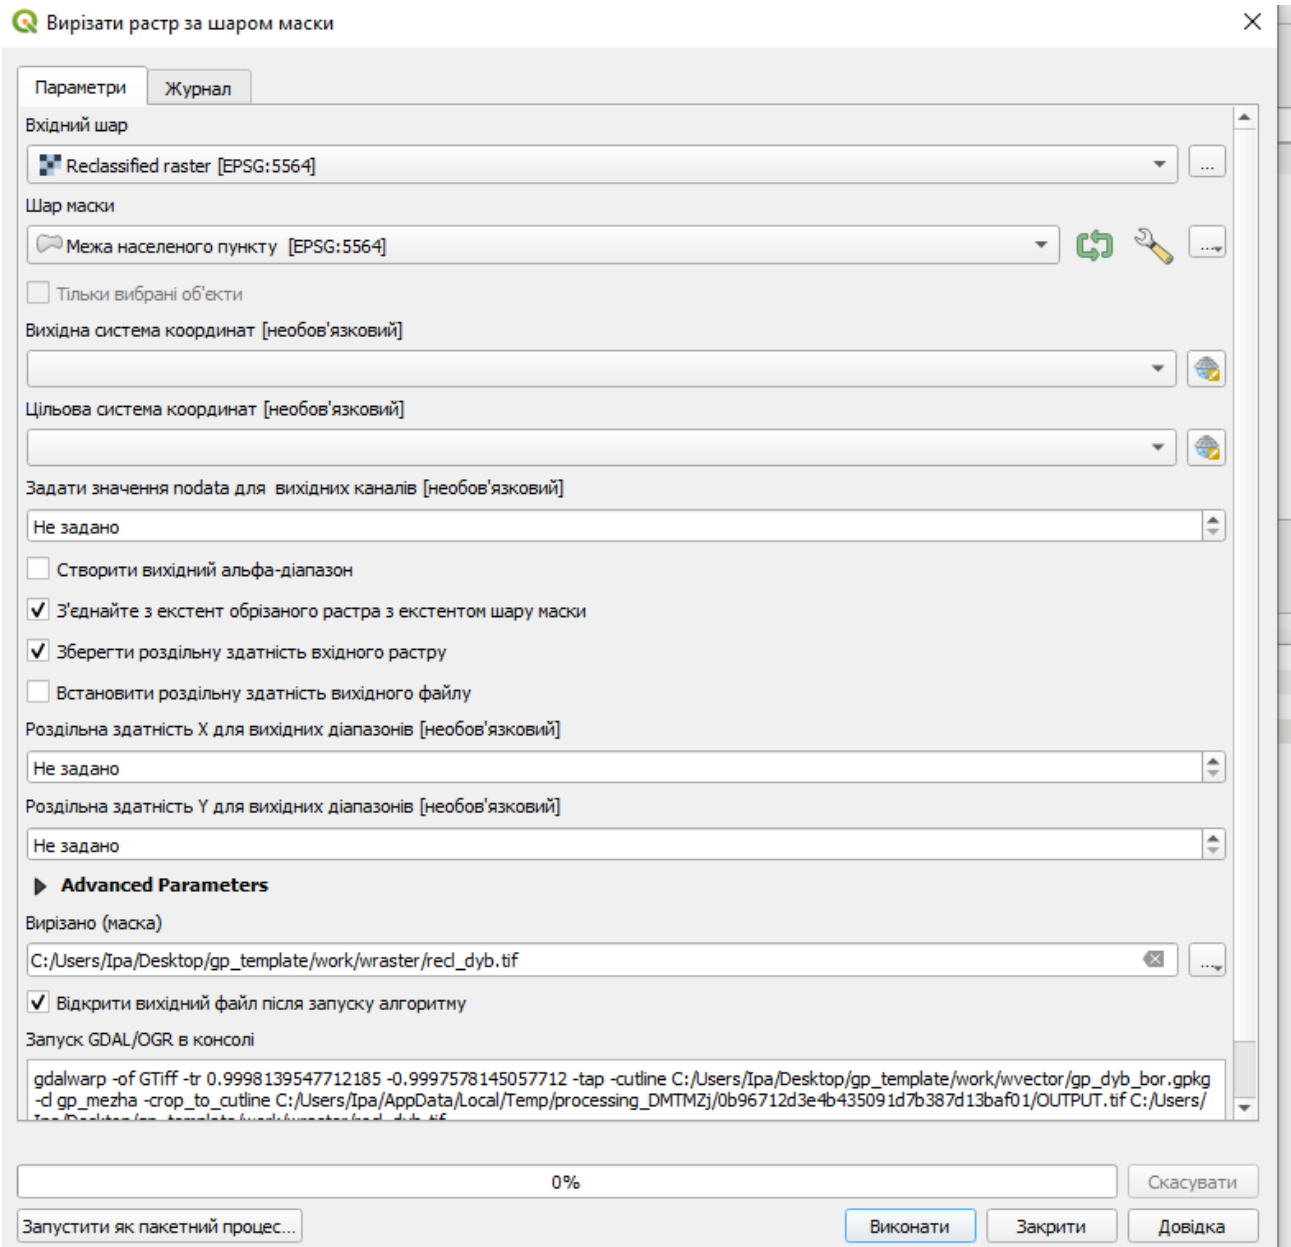 Вирізати растр за шаром маски
Параметри
Журнал
Вхідний шар
Reclassified raster [EPSG:5564]
...
Шар маски
Межа населеного пункту [EPSG:5564]
...
Тільки вибрані об'єкти
Вихідна система координат [необов'язковий]
Цільова система координат [необов'язковий]
Задати значення nodata для вихідних каналів [необов'язковий]
Не задано
Створити вихідний альфа-діапазон
З'єднайте з екстент обрізаного растра з екстентом шару маски
Зберегти роздільну здатність вхідного растру
Встановити роздільну здатність вихідного файлу
Роздільна здатність X для вихідних діапазонів [необов'язковий]
Не задано
Роздільна здатність Y для вихідних діапазонів [необов'язковий]
Не задано
Advanced Parameters
Вирізано (маска)
C:/Users/Ipa/Desktop/gp_template/work/wraster/recl_dyb.tif
...
Відкрити вихідний файл після запуску алгоритму
Запуск GDAL/OGR в консолі
gdalwarp -of GTiff -tr 0.9998139547712185 -0.9997578145057712 -tap -cutline C:/Users/Ipa/Desktop/gp_template/work/wvector/gp_dyb_bor.gpkg
-cl gp_mezha -crop_to_cutline C:/Users/Ipa/AppData/Local/Temp/processing_DMTMZj/0b96712d3e4b435091d7b387d13baf01/OUTPUT.tif C:/Users/
Ipa/Desktop/gp_template/work/wraster/recl_dyb.tif
0%
Скасувати
Запустити як пакетний процес...
Виконати
Закрити
Довідка